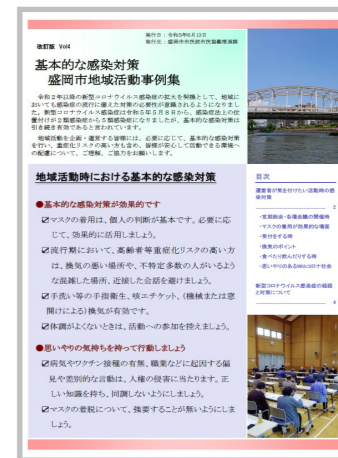 改訂版 Vol4
発行日：令和5年6月13日
発行元：盛岡市市民部市民協働推進課
基本的な感染対策
盛岡市地域活動事例集
令和２年以降の新型コロナウイルス感染症の拡大を契機として、地域に
おいても感染症の流行に備えた対策の必要性が意識されるようになりまし
た。新型コロナウイルス感染症は令和５年５月８日から、感染症法上の位
置付けが２類感染症から５類感染症になりましたが、基本的な感染対策は
引き続き有効であると言われています。
地域活動を企画・運営する皆様には、必要に応じて、基本的な感染対策
を行い、重症化リスクの高い方も含め、皆様が安心して活動できる環境へ
の配慮について、ご理解、ご協力をお願いします。
地域活動時における基本的な感染対策
●基本的な感染対策が効果的です
☑マスクの着用は、個人の判断が基本です。必要に応
じて、効果的に活用しましょう。
☑流行期において、高齢者等重症化リスクの高い方
は、換気の悪い場所や、不特定多数の人がいるよう
な混雑した場所、近接した会話を避けましょう。
☑手洗い等の手指衛生、咳エチケット、（機械または窓
開けによる）換気が有効です。
☑体調がよくないときは、活動への参加を控えましょう。
●思いやりの気持ちを持って行動しましょう
☑病気やワクチン接種の有無、職業などに起因する偏
見や差別的な言動は、人権の侵害に当たります。正
しい知識を持ち、同調しないようにしましょう。
☑マスクの着脱について、強要することが無いようにしま
しょう。
目次
運営者が気を付けたい活動時の感
染対策
2
・定期総会・各種会議の開催時
・マスクの着用が効果的な場面
・受付をする時
・換気のポイント
・食べたり飲んだりする時
・思いやりのあるWithコロナ社会
新型コロナウイルス感染症の経路
と対策について
4